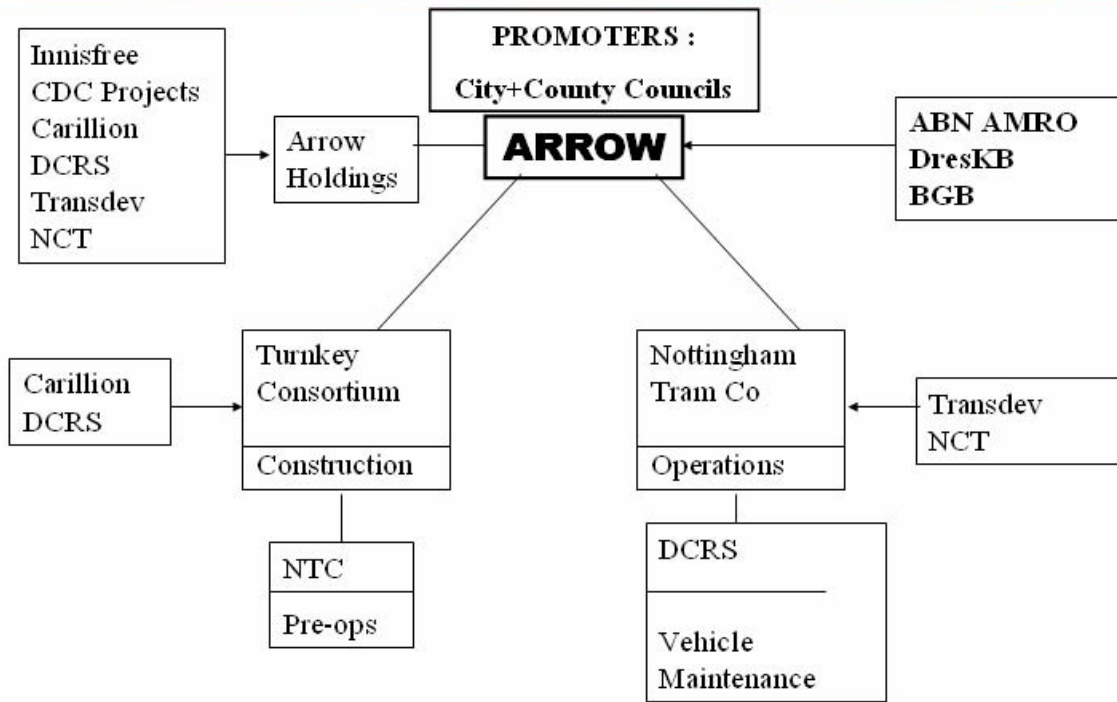 PROMOTERS :
City+County Councils
Innisfree
CDC Projects
Carillion
DCRS
Transdev
NCT
Arrow
Holdings
ARROW
ABN AMRO
DresKB
BGB
Carillion
DCRS
Turnkey
Consortium
Construction
Nottingham
Tram Co
Operations
Transdev
NCT
NTC
Pre-ops
DCRS
Vehicle
Maintenance